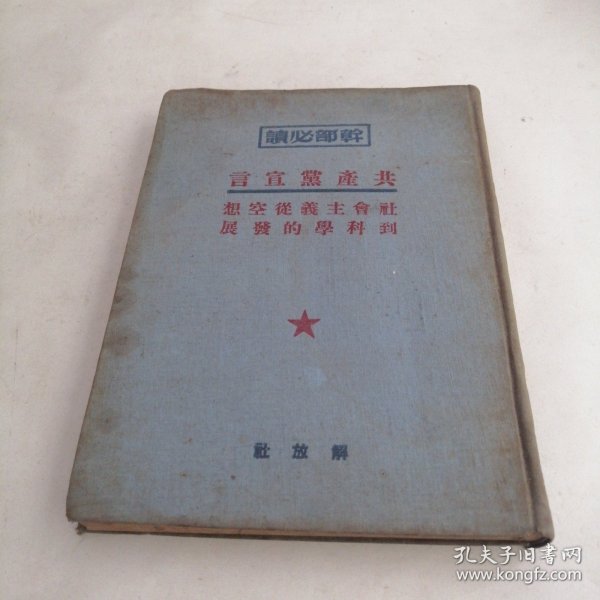 幹部必讀
共產黨宣言
社會主義從空想
到科學的發展
解放社
孔夫子旧书网
www.kongfz.com